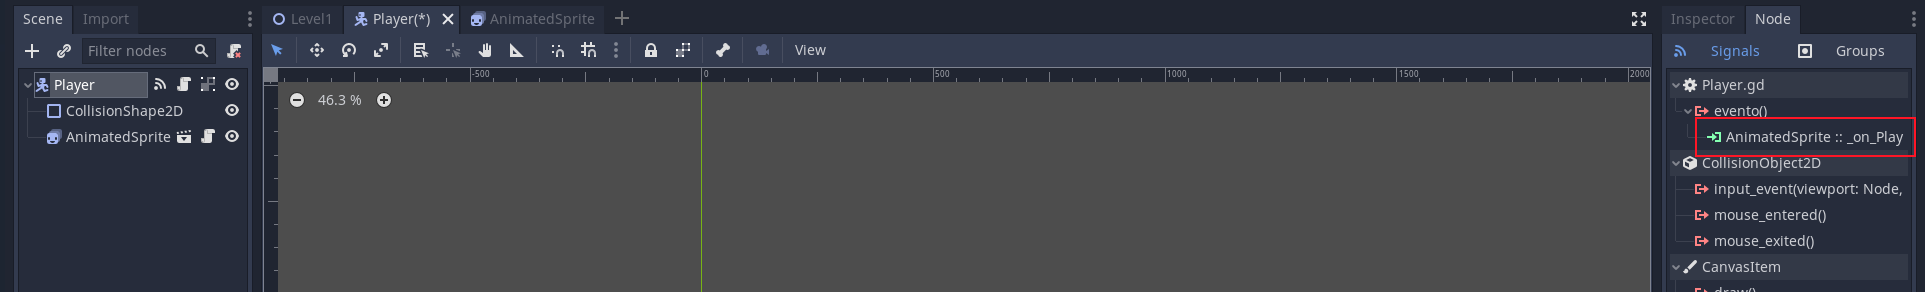 Scene Import
Level1 Player(*) AnimatedSprite
Inspector Node
Filter nodes
View
Signals Groups
-500 0 500 1000 1500 2000
Player
CollisionShape2D
AnimatedSprite
46.3 %
Player.gd
evento()
AnimatedSprite :: _on_Play
CollisionObject2D
input_event(viewport: Node,
mouse_entered()
mouse_exited()
CanvasItem
draw()